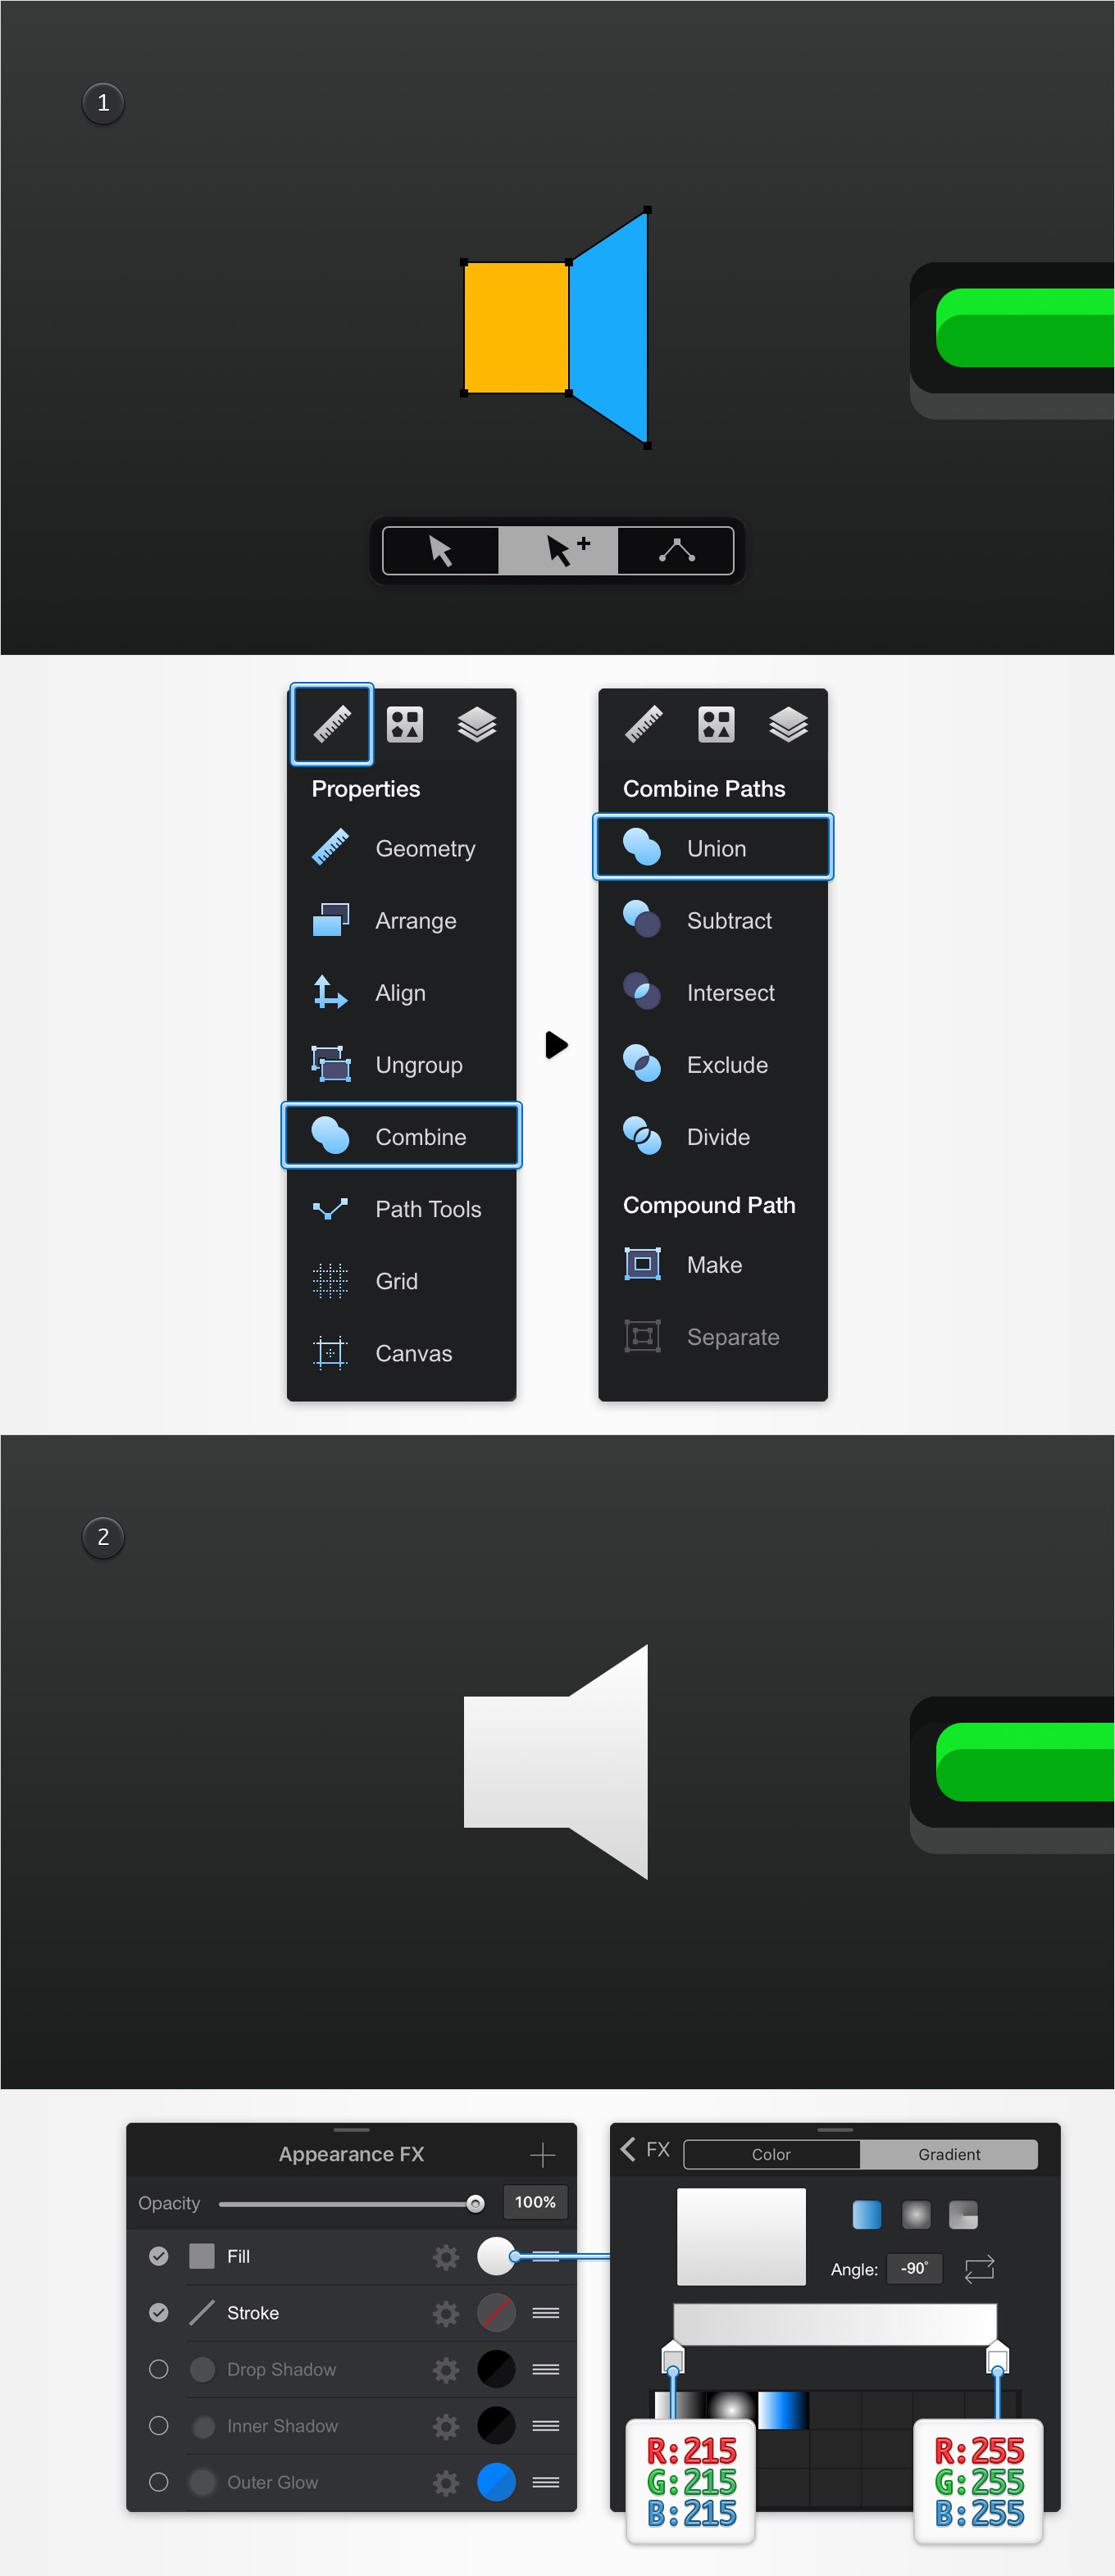 1
Properties
Geometry
Arrange
Align
Ungroup
Combine
Path Tools
Grid
Canvas
Combine Paths
Union
Subtract
Intersect
Exclude
Divide
Compound Path
Make
Separate
2
Appearance FX
Opacity 100%
Fill
Stroke
Drop Shadow
Inner Shadow
Outer Glow
FX Color Gradient
Angle: -90°
R:215
G:215
B:215
R:255
G:255
B:255